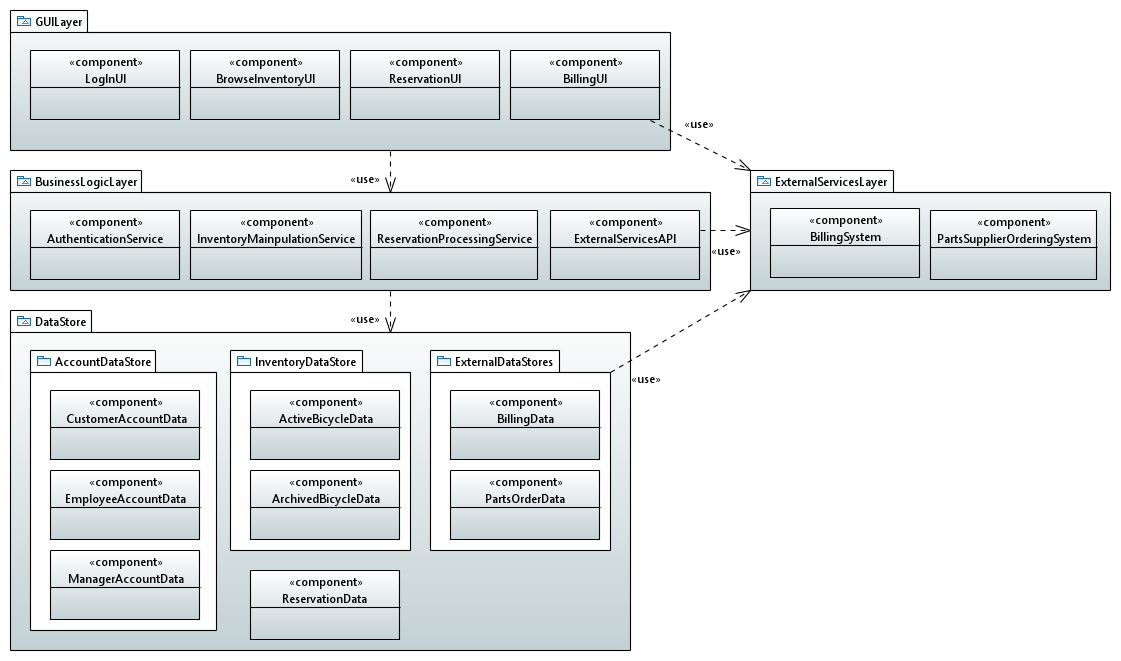 GUILayer
«component»
LogInUI
«component»
BrowseInventoryUI
«component»
ReservationUI
«component»
BillingUI
«use»
«use»
BusinessLogicLayer
«component»
AuthenticationService
«component»
InventoryMainpulationService
«component»
ReservationProcessingService
«component»
ExternalServicesAPI
«use»
ExternalServicesLayer
«component»
BillingSystem
«component»
PartsSupplierOrderingSystem
«use»
DataStore
AccountDataStore
«component»
CustomerAccountData
«component»
EmployeeAccountData
«component»
ManagerAccountData
InventoryDataStore
«component»
ActiveBicycleData
«component»
ArchivedBicycleData
ExternalDataStores
«component»
BillingData
«component»
PartsOrderData
«use»
«component»
ReservationData